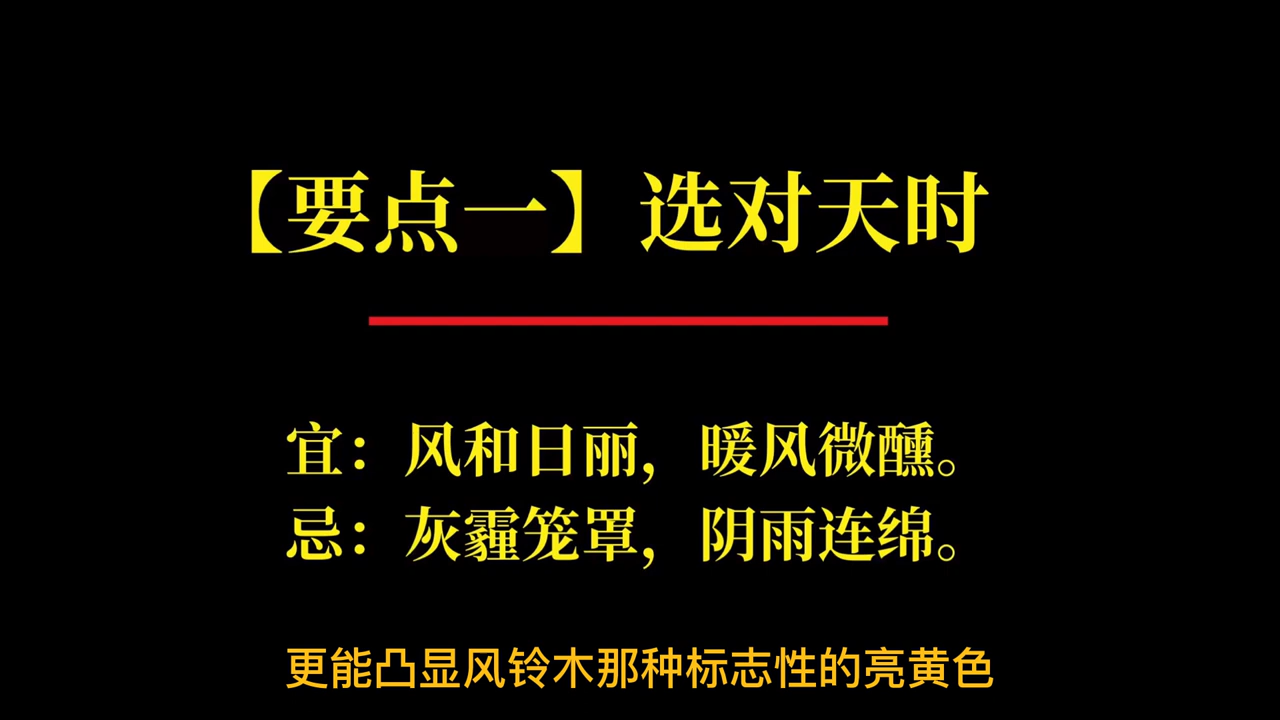 【要点一】选对天时
宜：风和日丽，暖风微醺。
忌：灰霾笼罩，阴雨连绵。
更能凸显风铃木那种标志性的亮黄色